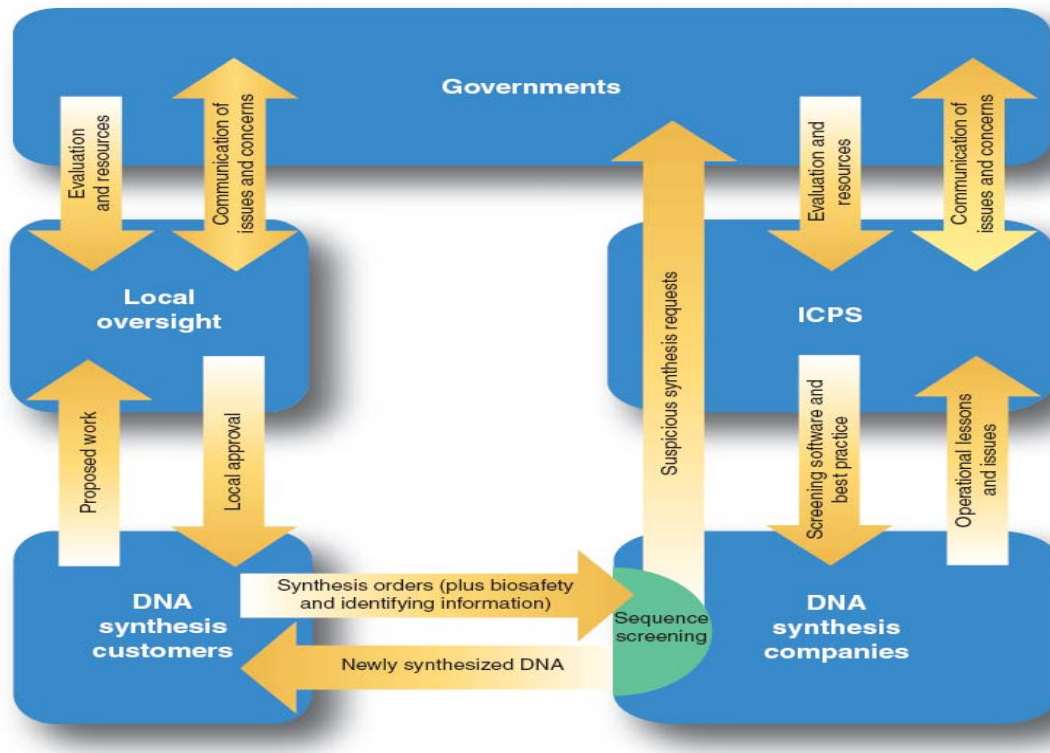 Governments
Evaluation
and resources
Communication of
issues and concerns
Suspicious synthesis requests
Evaluation and
resources
Communication of
issues and concerns
Local
oversight
ICPS
Proposed work
Local approval
Screening software and
best practice
Operational lessons
and issues
DNA
synthesis
customers
Synthesis orders (plus biosafety
and identifying information)
Newly synthesized DNA
Sequence
screening
DNA
synthesis
companies